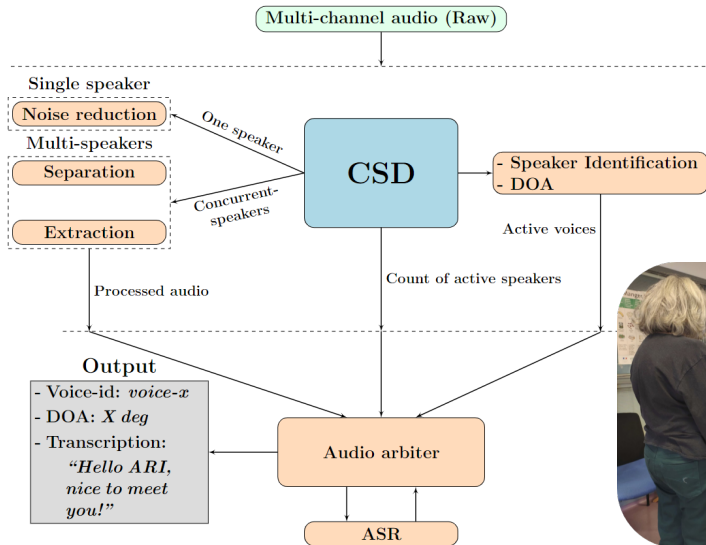 Multi-channel audio (Raw)
Single speaker
Noise reduction
Multi-speakers
Separation
Extraction
One speaker
Concurrent-
speakers
CSD
- Speaker Identification
- DOA
Active voices
Processed audio
Count of active speakers
Output
- Voice-id: voice-x
- DOA: X deg
- Transcription:
“Hello ARI,
nice to meet
you!”
Audio arbiter
ASR